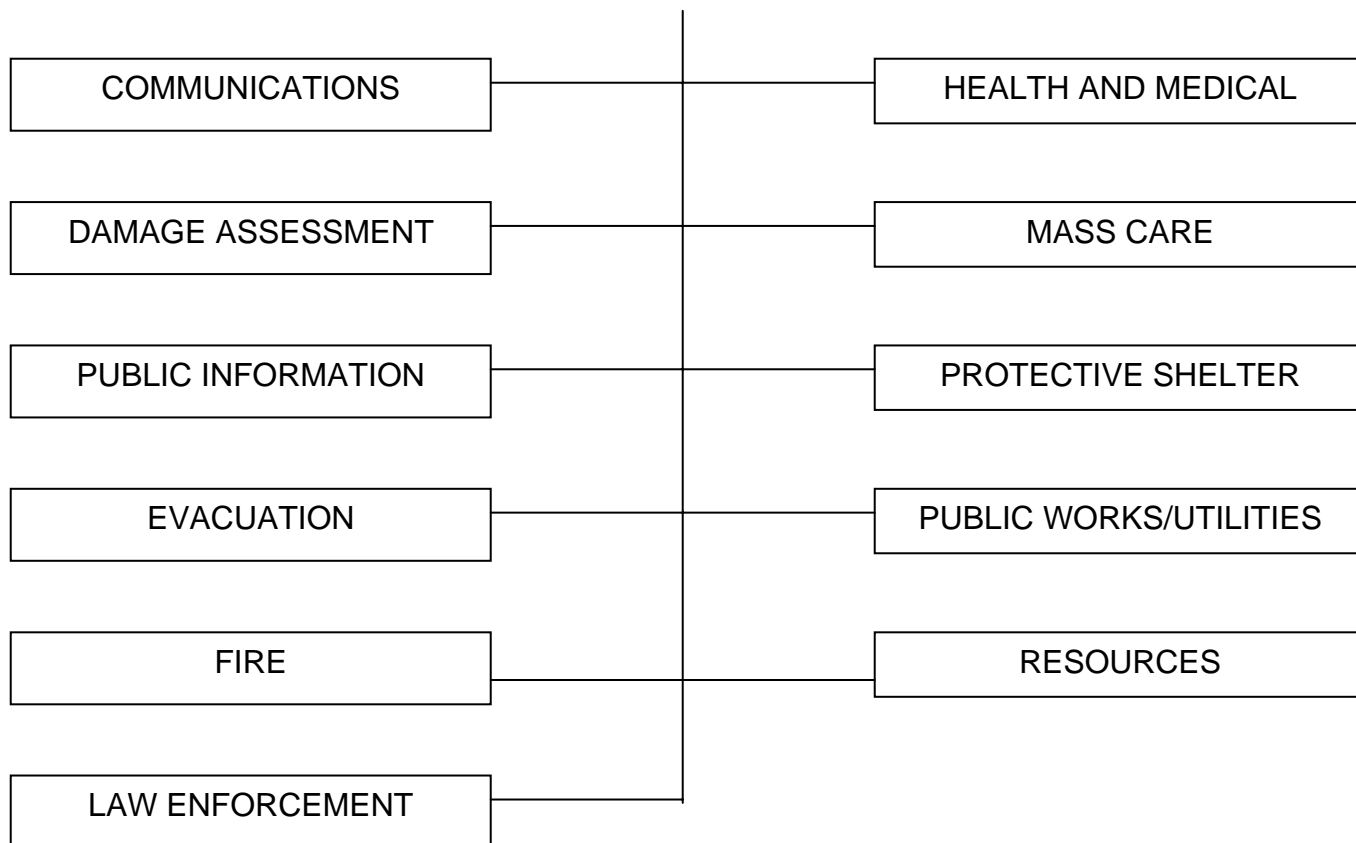 COMMUNICATIONS
HEALTH AND MEDICAL
DAMAGE ASSESSMENT
MASS CARE
PUBLIC INFORMATION
PROTECTIVE SHELTER
EVACUATION
PUBLIC WORKS/UTILITIES
FIRE
RESOURCES
LAW ENFORCEMENT